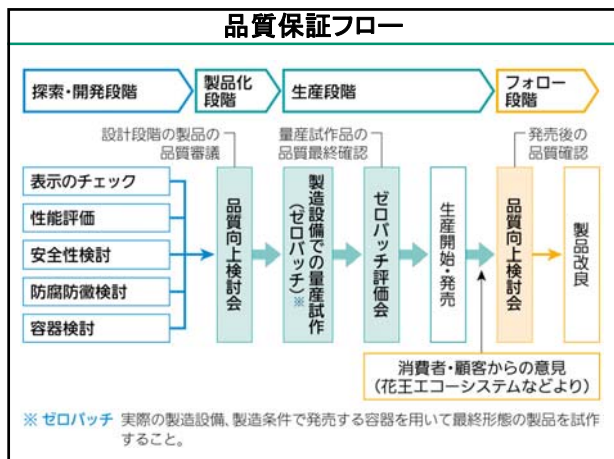 品質保証フロー
探索・開発段階
製品化
段階
生産段階
フォロー
段階
設計段階の製品の
品質審議
量産試作品の
品質最終確認
発売後の
品質確認
表示のチェック
性能評価
安全性検討
防腐防黴検討
容器検討
品質向上検討会
製造設備での量産試作
(ゼロバッチ)※
ゼロバッチ評価会
生産開始・発売
品質向上検討会
製品改良
消費者・顧客からの意見
(花王エコーシステムなどより)
※ ゼロバッチ 実際の製造設備、製造条件で発売する容器を用いて最終形態の製品を試作
すること。